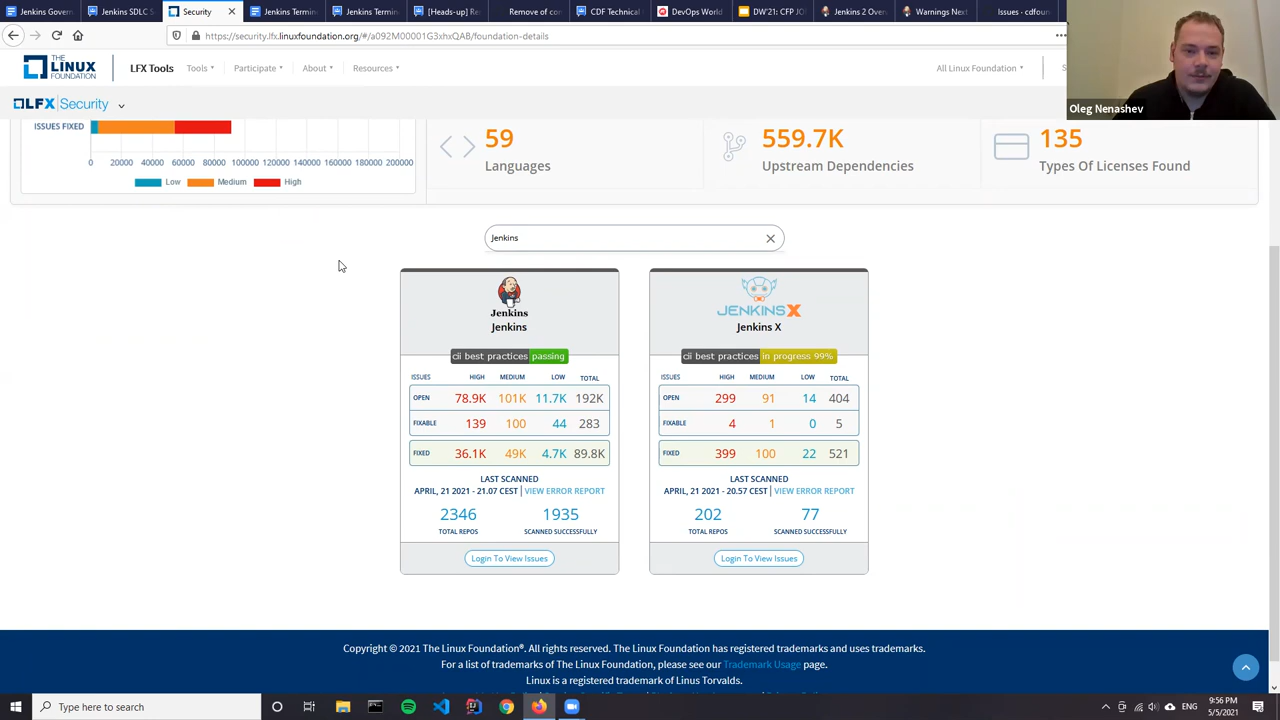 Jenkins Govern
Jenkins SDLC S
Security
Jenkins Termin
Jenkins Termin
[Heads-up] Re
Remove of con
CDF Technical
DevOps World
DW'21: CFP JO
Jenkins 2 Overv
Warnings Next
Issues · cdfoun
https://security.lfx.linuxfoundation.org/#/a092M00001G3xhxQAB/foundation-details
THE LINUX FOUNDATION
LFX Tools
Tools
Participate
About
Resources
All Linux Foundation
LFX Security
Oleg Nenashev
ISSUES FIXED
0 20000 40000 60000 80000 100000 120000 140000 160000 180000 200000
Low Medium High
59
Languages
559.7K
Upstream Dependencies
135
Types Of Licenses Found
Jenkins
Jenkins
Jenkins
cii best practices passing
ISSUES HIGH MEDIUM LOW TOTAL
OPEN 78.9K 101K 11.7K 192K
FIXABLE 139 100 44 283
FIXED 36.1K 49K 4.7K 89.8K
LAST SCANNED
APRIL, 21 2021 - 21.07 CEST | VIEW ERROR REPORT
2346 1935
TOTAL REPOS SCANNED SUCCESSFULLY
Login To View Issues
JENKINS X
Jenkins X
cii best practices in progress 99%
ISSUES HIGH MEDIUM LOW TOTAL
OPEN 299 91 14 404
FIXABLE 4 1 0 5
FIXED 399 100 22 521
LAST SCANNED
APRIL, 21 2021 - 20.57 CEST | VIEW ERROR REPORT
202 77
TOTAL REPOS SCANNED SUCCESSFULLY
Login To View Issues
Copyright © 2021 The Linux Foundation®. All rights reserved. The Linux Foundation has registered trademarks and uses trademarks.
For a list of trademarks of The Linux Foundation, please see our Trademark Usage page.
Linux is a registered trademark of Linus Torvalds.
Type here to search
ENG
9:56 PM
5/5/2021